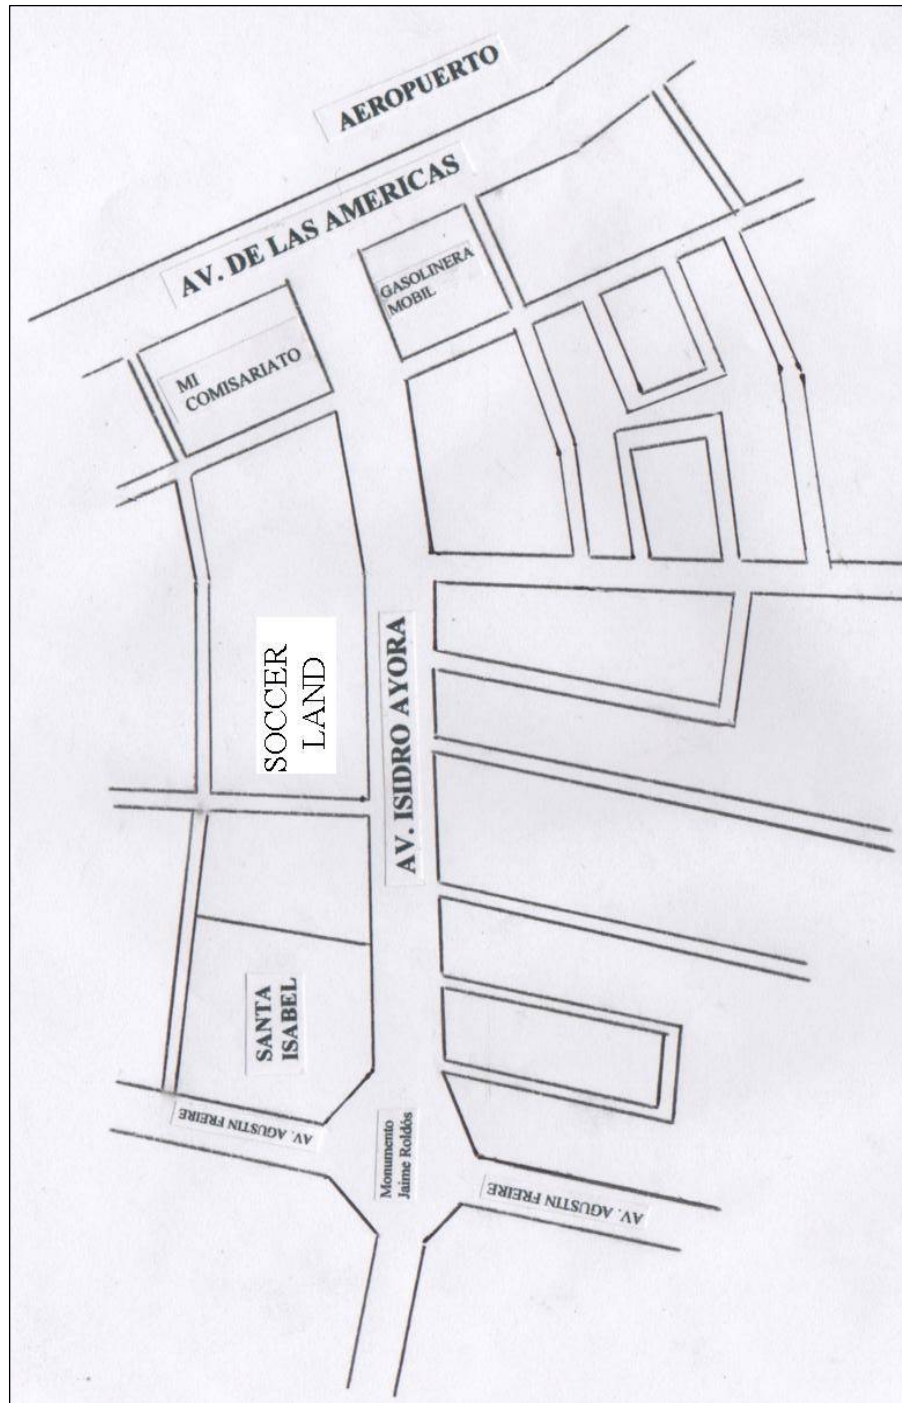 AEROPUERTO
AV. DE LAS AMERICAS
GASOLINERA
MOBIL
MI
COMISARIATO
SOCCER
LAND
AV. ISIDRO AYORA
SANTA
ISABEL
AV. AGUSTIN FREIRE
Monumento
Jaime Roldós
AV. AGUSTIN FREIRE